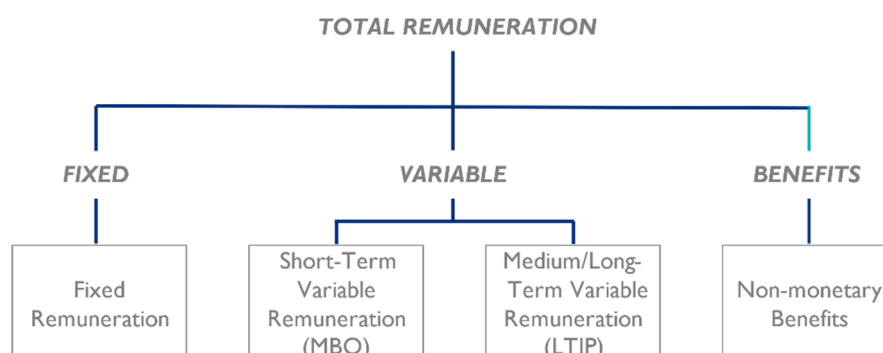 TOTAL REMUNERATION
FIXED
VARIABLE
BENEFITS
Fixed
Remuneration
Short-Term
Variable
Remuneration
(MBO)
Medium/Long-
Term Variable
Remuneration
(LTIP)
Non-monetary
Benefits